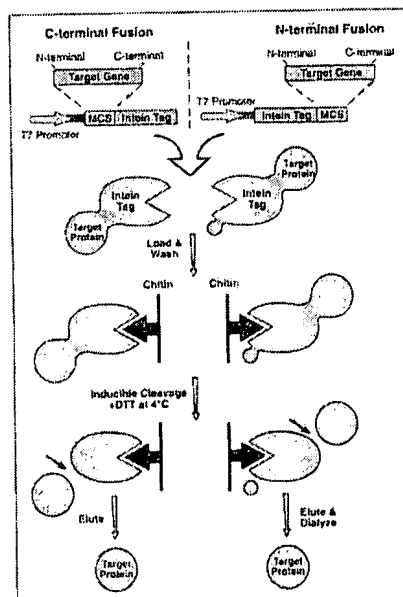 C-terminal Fusion
N-terminal C-terminal
Target Gene
T7 Promoter
MCS Intein Tag
N-terminal Fusion
N-terminal C-terminal
Target Gene
T7 Promoter
Intein Tag MCS
Intein
Tag
Target
Protein
Target
Protein
Intein
Tag
Load &
Wash
Chitin Chitin
Inducible Cleavage
+DTT at 4°C
Elute
Elute &
Dialyze
Target
Protein
Target
Protein